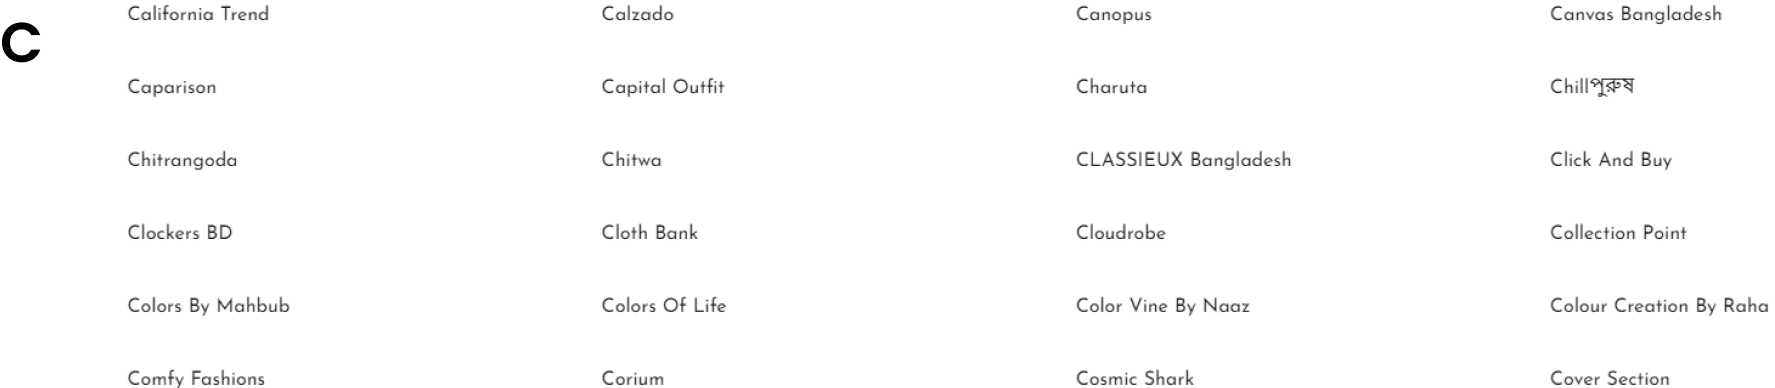 C
California Trend Calzado Canopus Canvas Bangladesh
Caparison Capital Outfit Charuta Chillপুরুষ
Chitrangoda Chitwa CLASSIEUX Bangladesh Click And Buy
Clockers BD Cloth Bank Cloudrobe Collection Point
Colors By Mahbub Colors Of Life Color Vine By Naaz Colour Creation By Raha
Comfy Fashions Corium Cosmic Shark Cover Section